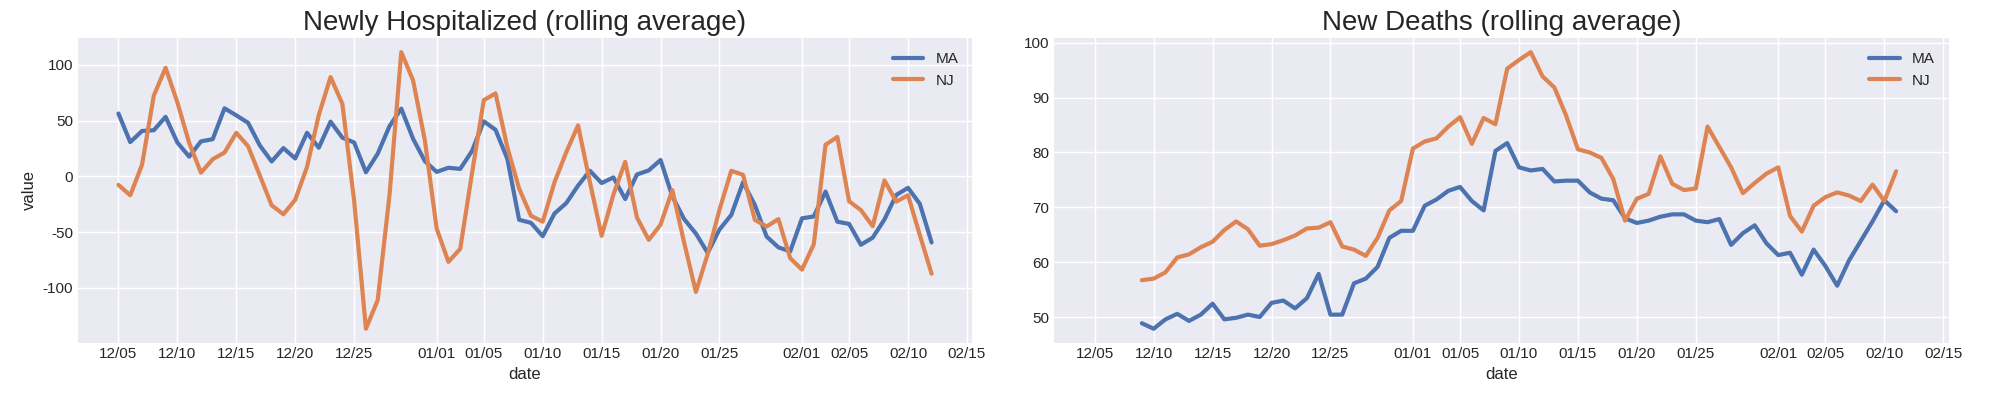 Newly Hospitalized (rolling average)
100
50
0
-50
-100
value
MA
NJ
12/05 12/10 12/15 12/20 12/25 01/01 01/05 01/10 01/15 01/20 01/25 02/01 02/05 02/10 02/15
date
New Deaths (rolling average)
100
90
80
70
60
50
MA
NJ
12/05 12/10 12/15 12/20 12/25 01/01 01/05 01/10 01/15 01/20 01/25 02/01 02/05 02/10 02/15
date